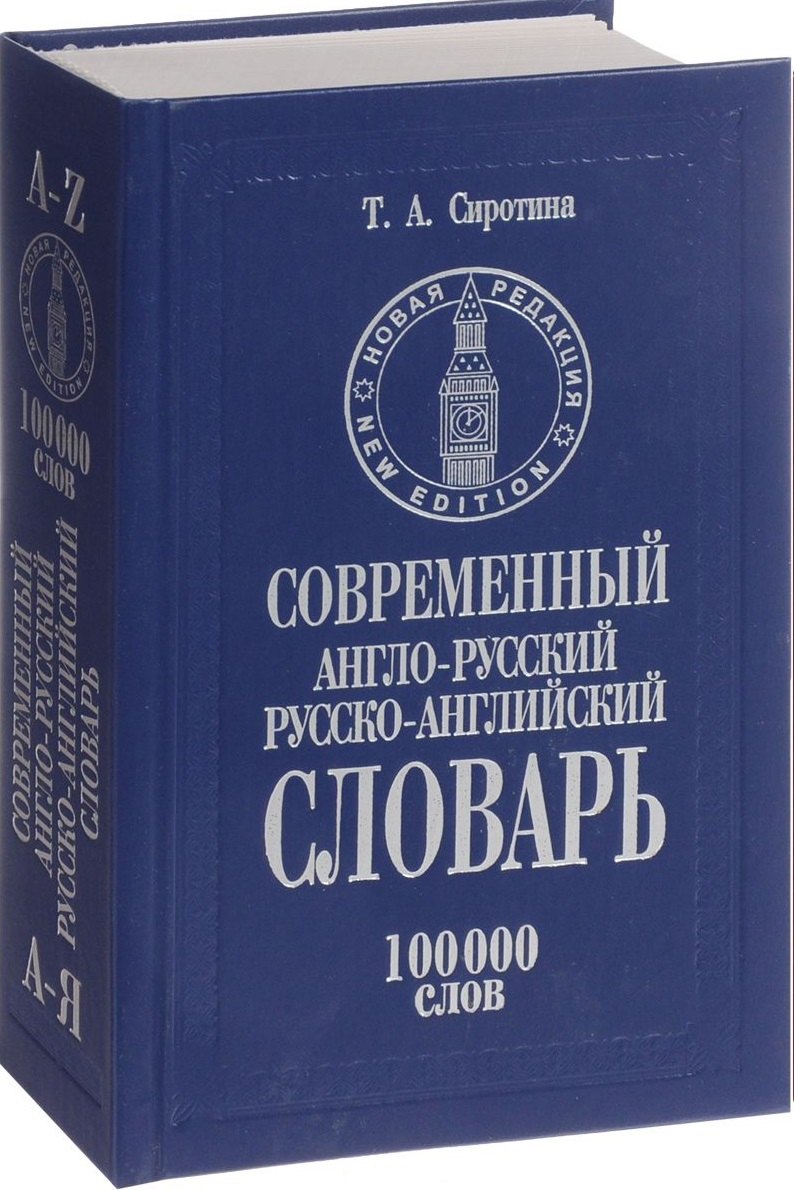 A-Z
НОВАЯ РЕДАКЦИЯ
NEW EDITION
100 000
СЛОВ
СОВРЕМЕННЫЙ
АНГЛО-РУССКИЙ
РУССКО-АНГЛИЙСКИЙ
СЛОВАРЬ
А-Я
Т. А. Сиротина
НОВАЯ РЕДАКЦИЯ
NEW EDITION
СОВРЕМЕННЫЙ
АНГЛО-РУССКИЙ
РУССКО-АНГЛИЙСКИЙ
СЛОВАРЬ
100 000
СЛОВ